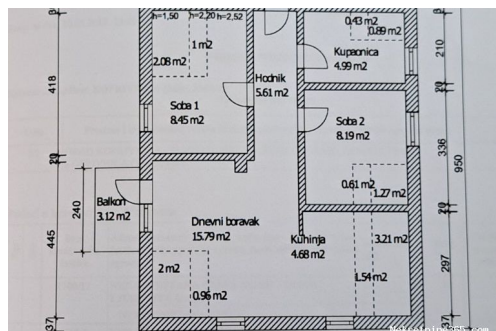 h=1,50 h=2,20 h=2,52
0.43 m2
0.89 m2
1 m2
2.08 m2
Kupaonica
4.99 m2
Hodnik
5.61 m2
Soba 1
8.45 m2
Soba 2
8.19 m2
0.61 m2
1.27 m2
Balkon
3.12 m2
Dnevni boravak
15.79 m2
Kuhinja
4.68 m2
3.21 m2
2 m2
1.54 m2
0.96 m2
418
20
240
445
37
210
20
336
20
297
37
950